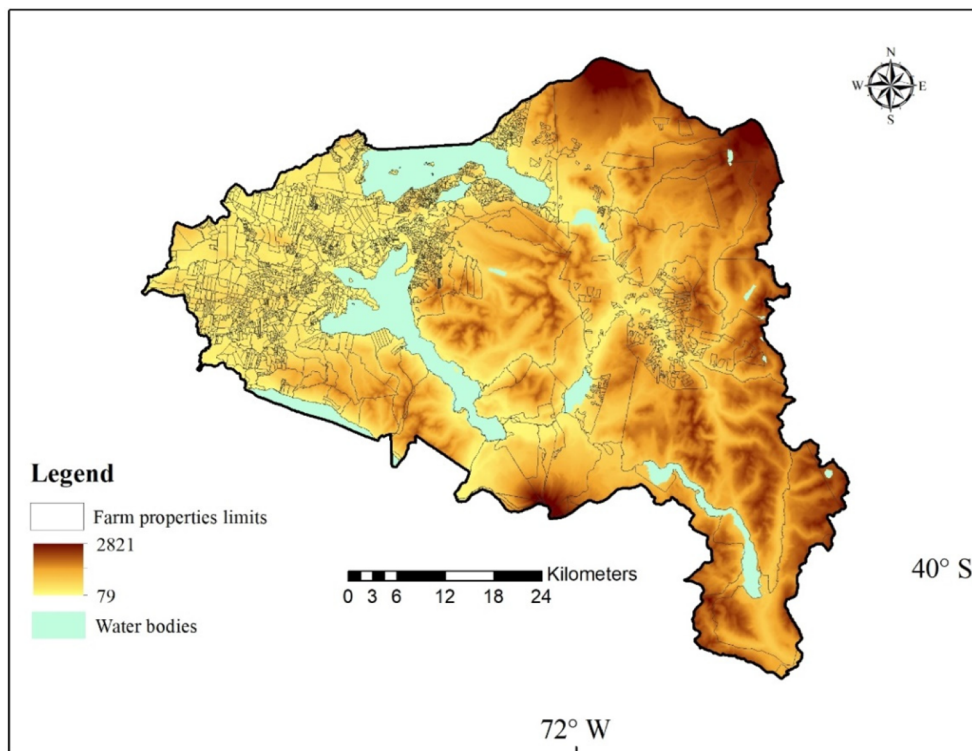 N
W E
S
Legend
Farm properties limits
2821
79
Water bodies
Kilometers
0 3 6 12 18 24
40° S
72° W